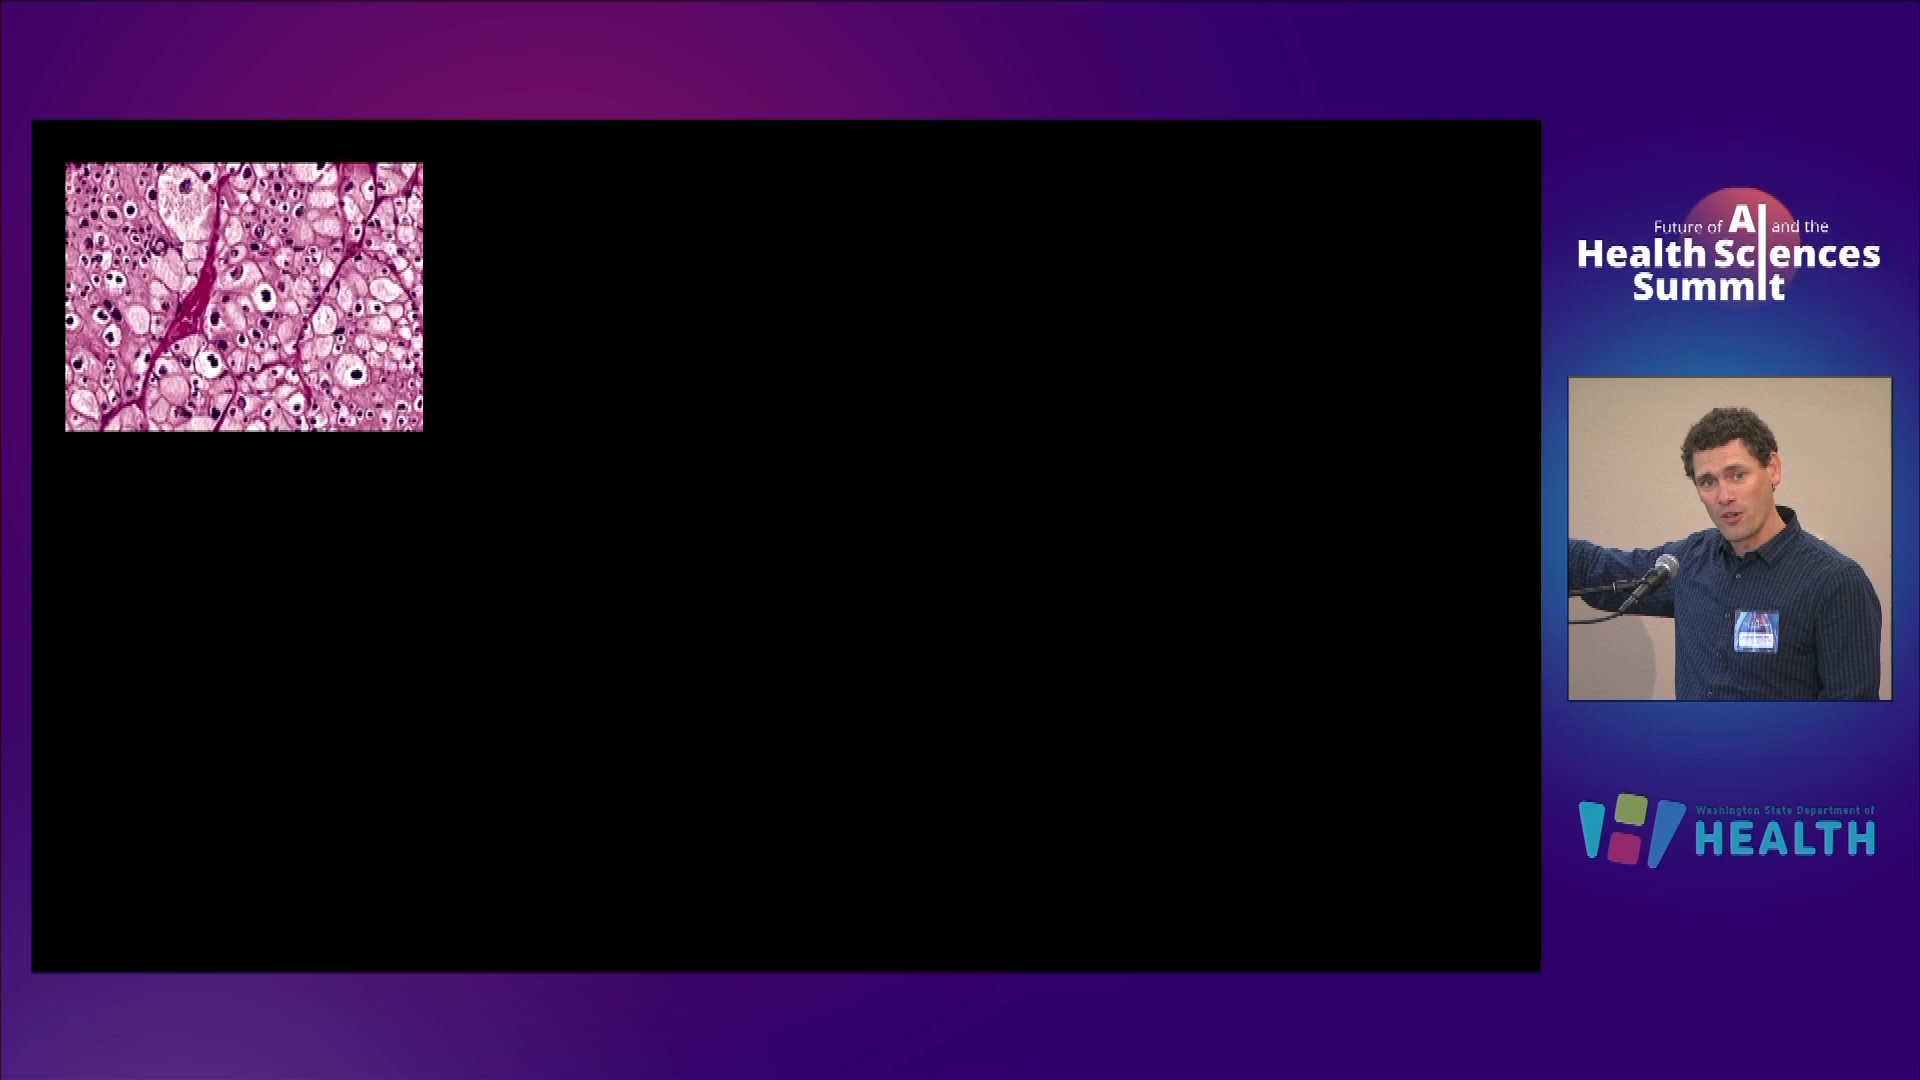 Future of AI and the
Health Sciences
Summit
Washington State Department of
HEALTH